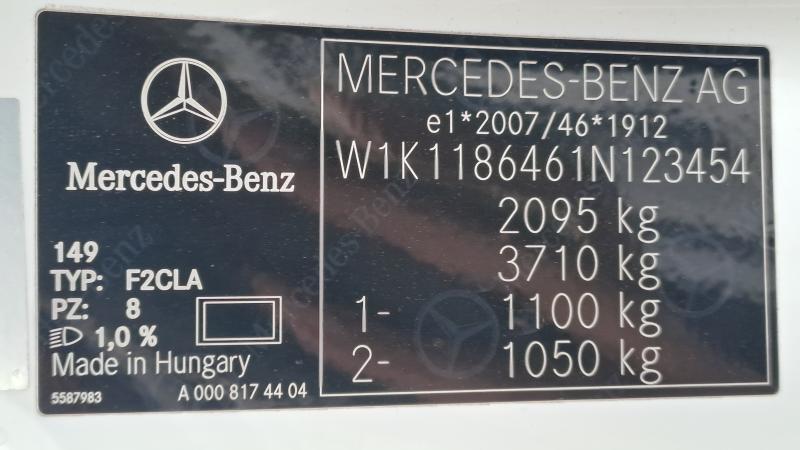 Mercedes-Benz
149
TYP: F2CLA
PZ: 8
1,0 %
Made in Hungary
5587983 A 000 817 44 04
MERCEDES-BENZ AG
e1*2007/46*1912
W1K1186461N123454
2095 kg
3710 kg
1- 1100 kg
2- 1050 kg